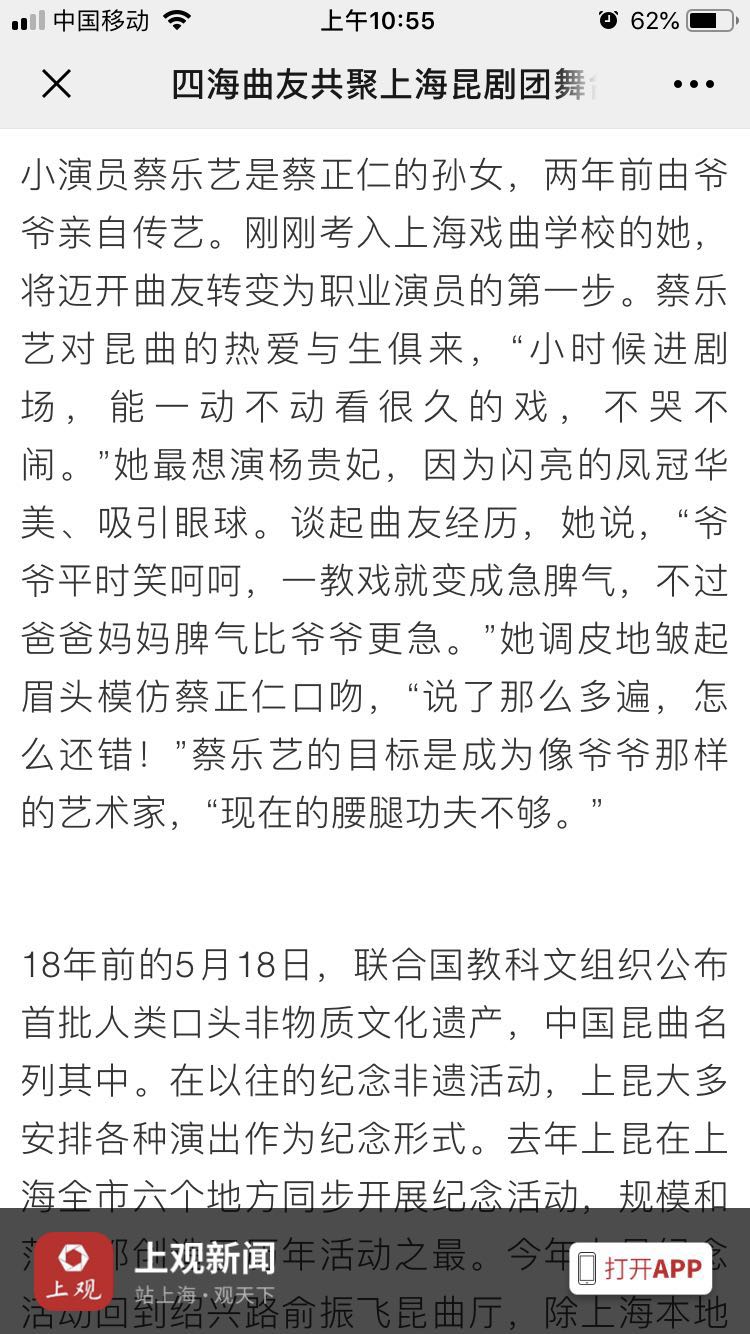 中国移动 上午10:55 62%
四海曲友共聚上海昆剧团舞
小演员蔡乐艺是蔡正仁的孙女，两年前由爷
爷亲自传艺。刚刚考入上海戏曲学校的她，
将迈开曲友转变为职业演员的第一步。蔡乐
艺对昆曲的热爱与生俱来，“小时候进剧
场，能一动不动看很久的戏，不哭不
闹。”她最想演杨贵妃，因为闪亮的凤冠华
美、吸引眼球。谈起曲友经历，她说，“爷
爷平时笑呵呵，一教戏就变成急脾气，不过
爸爸妈妈脾气比爷爷更急。”她调皮地皱起
眉头模仿蔡正仁口吻，“说了那么多遍，怎
么还错！”蔡乐艺的目标是成为像爷爷那样
的艺术家，“现在的腰腿功夫不够。”
18年前的5月18日，联合国教科文组织公布
首批人类口头非物质文化遗产，中国昆曲名
列其中。在以往的纪念非遗活动，上昆大多
安排各种演出作为纪念形式。去年上昆在上
海全市六个地方同步开展纪念活动，规模和
年活动之最。今年
活动回到绍兴路俞振飞昆曲厅，除上海本地
上观
上观新闻
站上海·观天下
打开APP